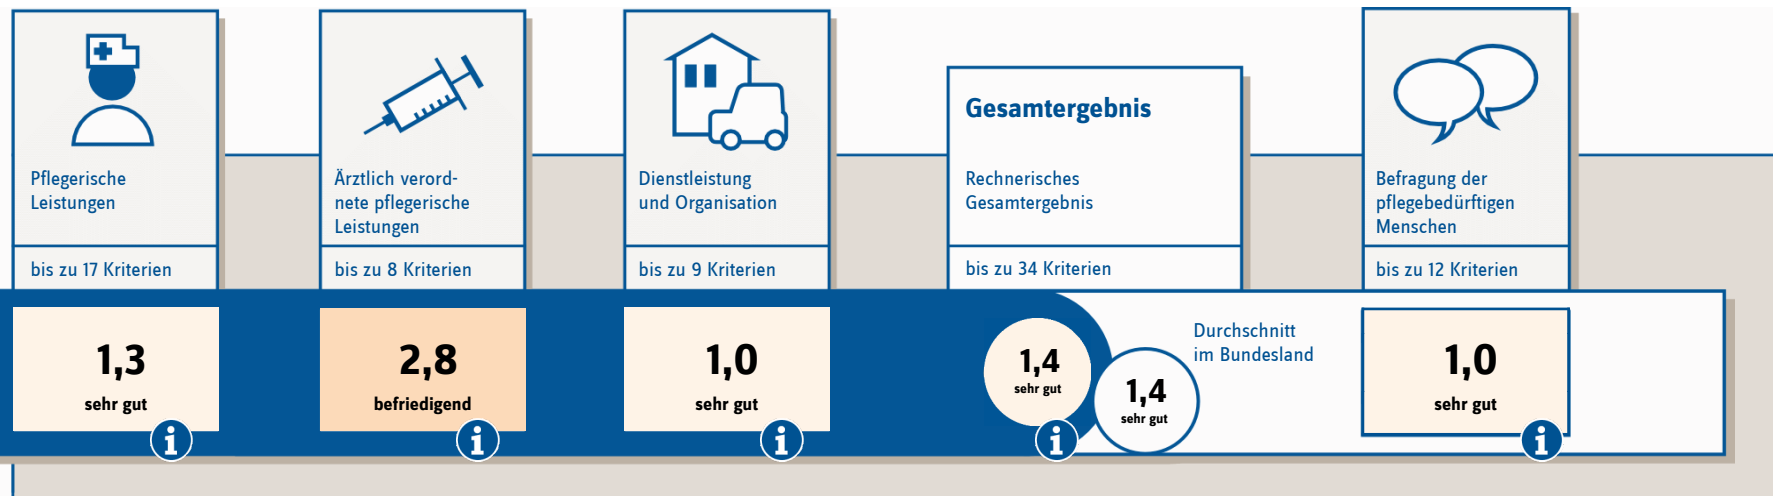 Pflegerische
Leistungen
bis zu 17 Kriterien
1,3
sehr gut
i
Ärztlich verord-
nete pflegerische
Leistungen
bis zu 8 Kriterien
2,8
befriedigend
i
Dienstleistung
und Organisation
bis zu 9 Kriterien
1,0
sehr gut
i
Gesamtergebnis
Rechnerisches
Gesamtergebnis
bis zu 34 Kriterien
1,4
sehr gut
i
1,4
sehr gut
Durchschnitt
im Bundesland
Befragung der
pflegebedürftigen
Menschen
bis zu 12 Kriterien
1,0
sehr gut
i